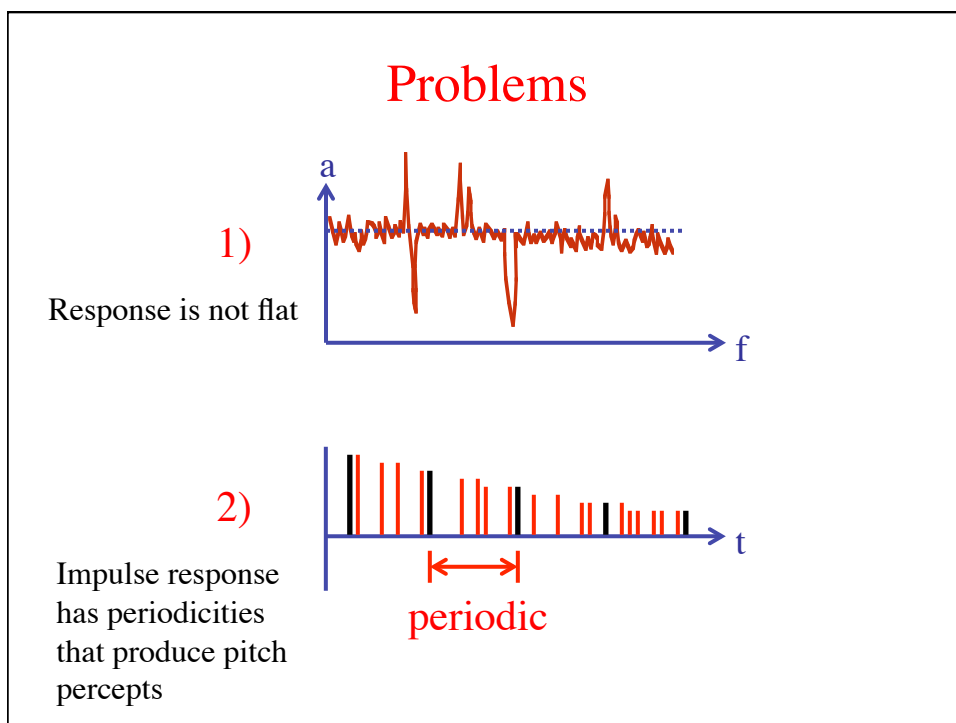 Problems
a
1)
Response is not flat
f
2)
t
Impulse response
has periodicities
that produce pitch
percepts
periodic